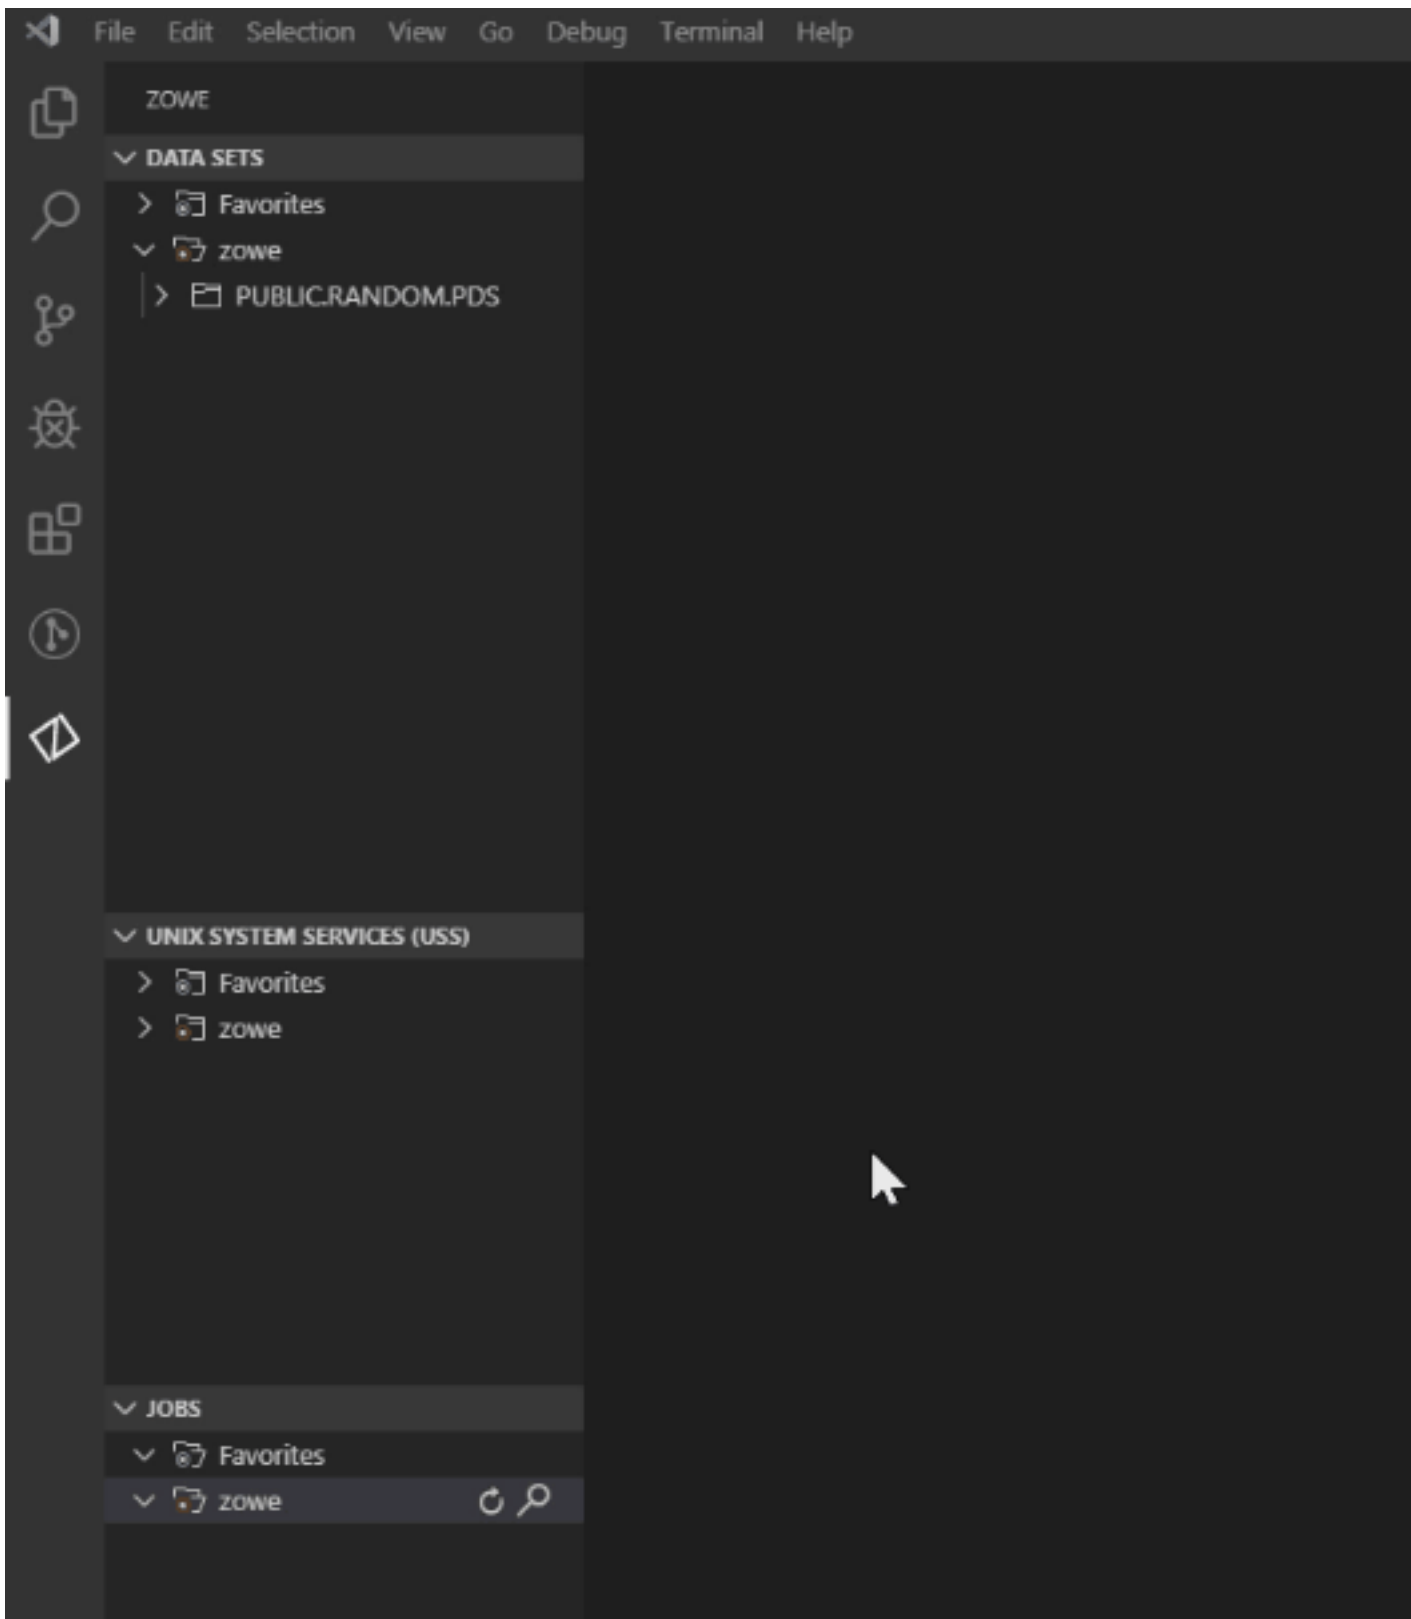 File Edit Selection View Go Debug Terminal Help
ZOWE
DATA SETS
Favorites
zowe
PUBLIC.RANDOM.PDS
UNIX SYSTEM SERVICES (USS)
Favorites
zowe
JOBS
Favorites
zowe